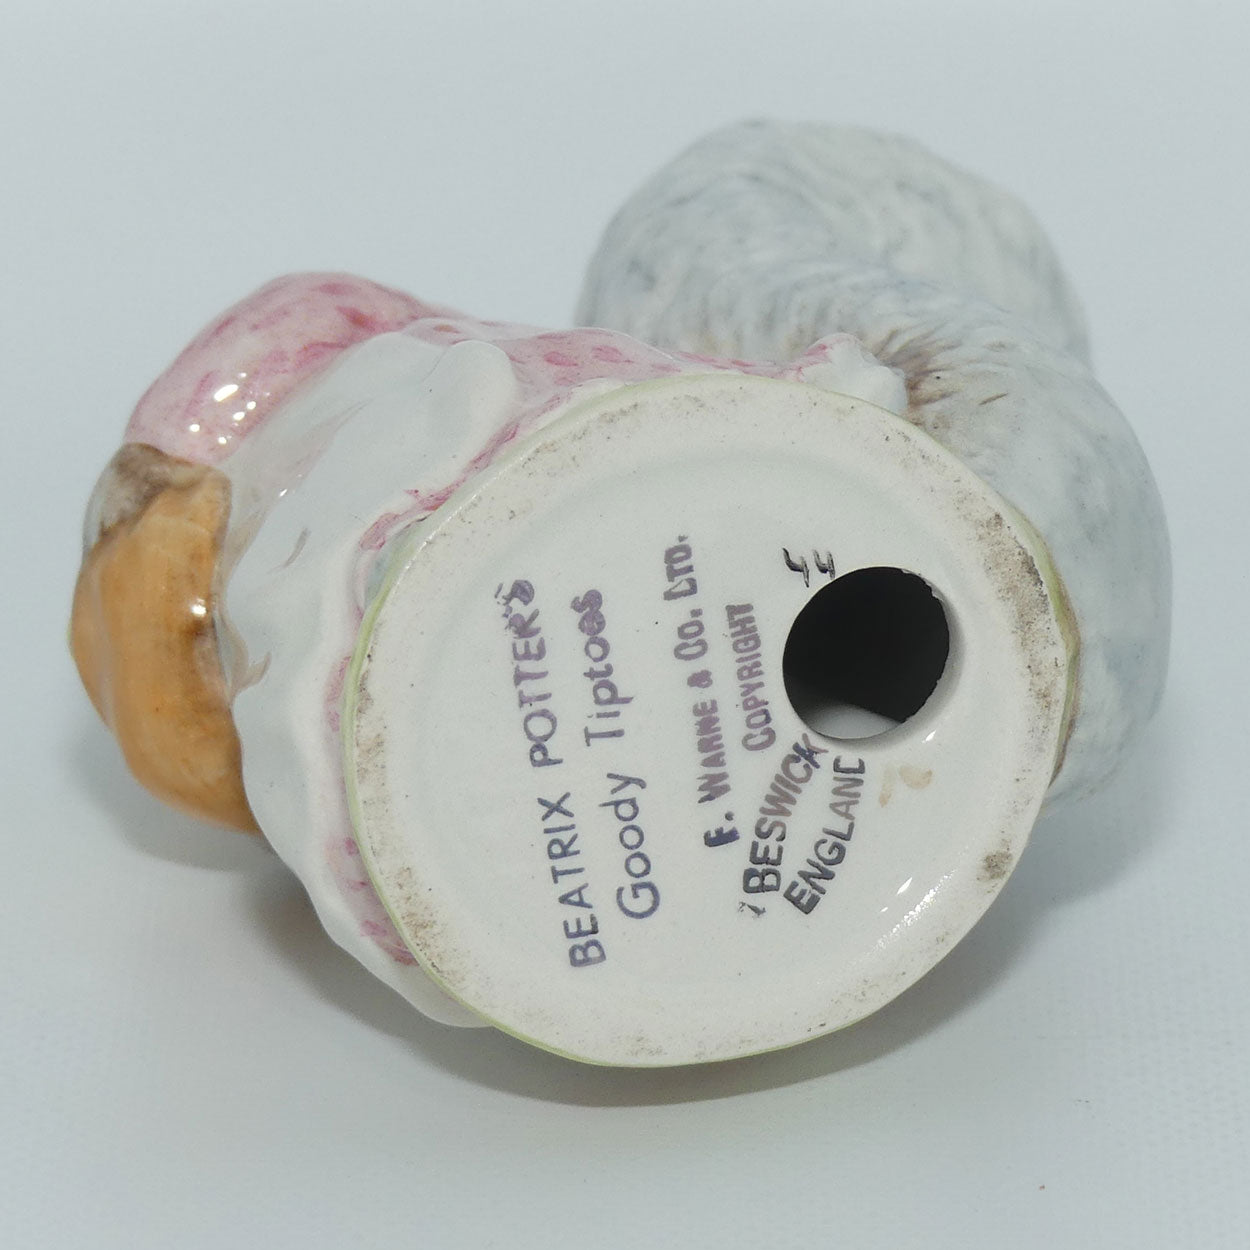 BEATRIX POTTER'S
Goody Tiptoes
F. WARNE & CO. LTD.
COPYRIGHT
BESWICK
ENGLAND